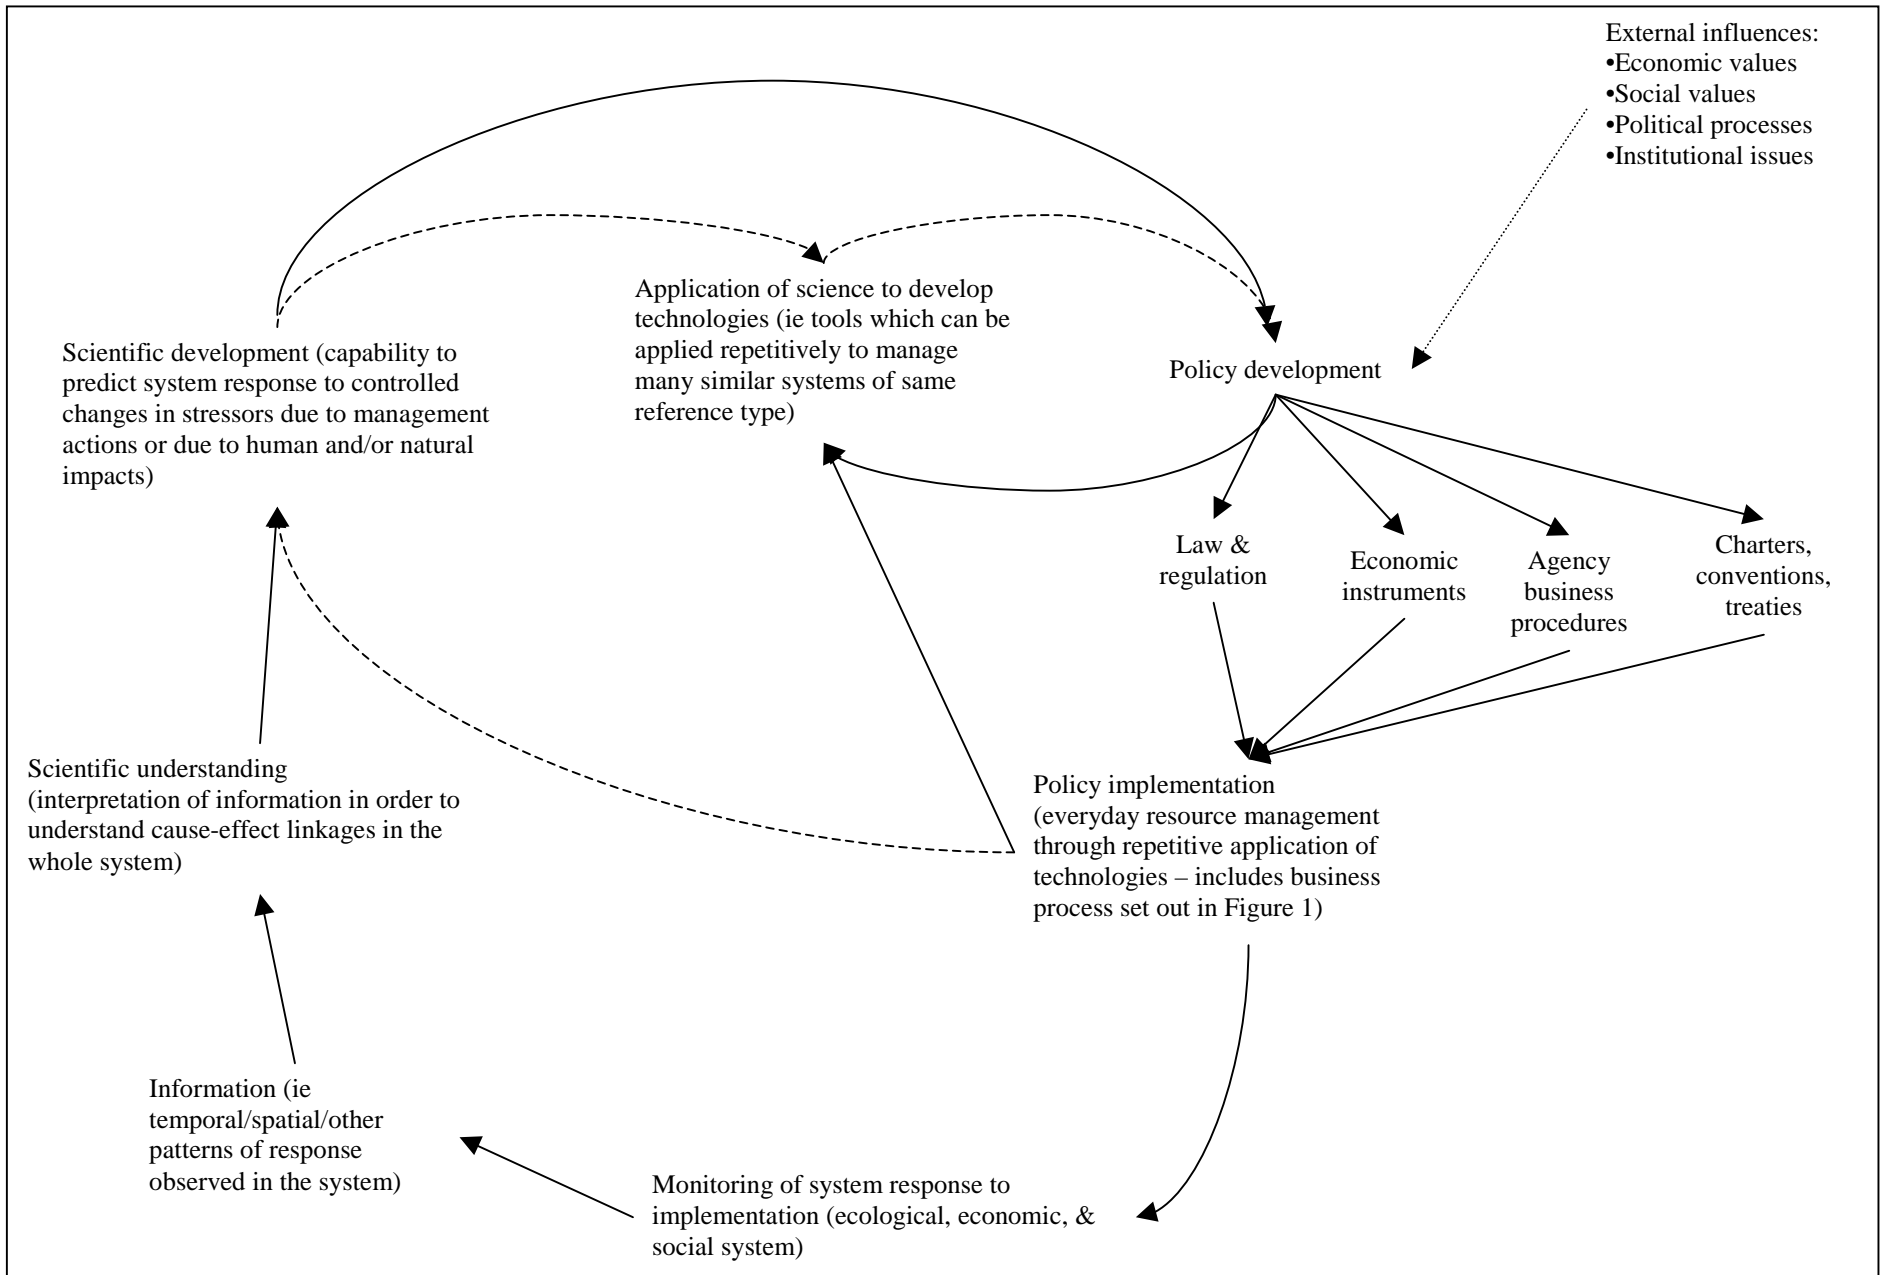 External influences:
•Economic values
•Social values
•Political processes
•Institutional issues
Application of science to develop
technologies (ie tools which can be
applied repetitively to manage
many similar systems of same
reference type)
Scientific development (capability to
predict system response to controlled
changes in stressors due to management
actions or due to human and/or natural
impacts)
Policy development
Law &
regulation
Economic
instruments
Agency
business
procedures
Charters,
conventions,
treaties
Scientific understanding
(interpretation of information in order to
understand cause-effect linkages in the
whole system)
Policy implementation
(everyday resource management
through repetitive application of
technologies – includes business
process set out in Figure 1)
Information (ie
temporal/spatial/other
patterns of response
observed in the system)
Monitoring of system response to
implementation (ecological, economic, &
social system)